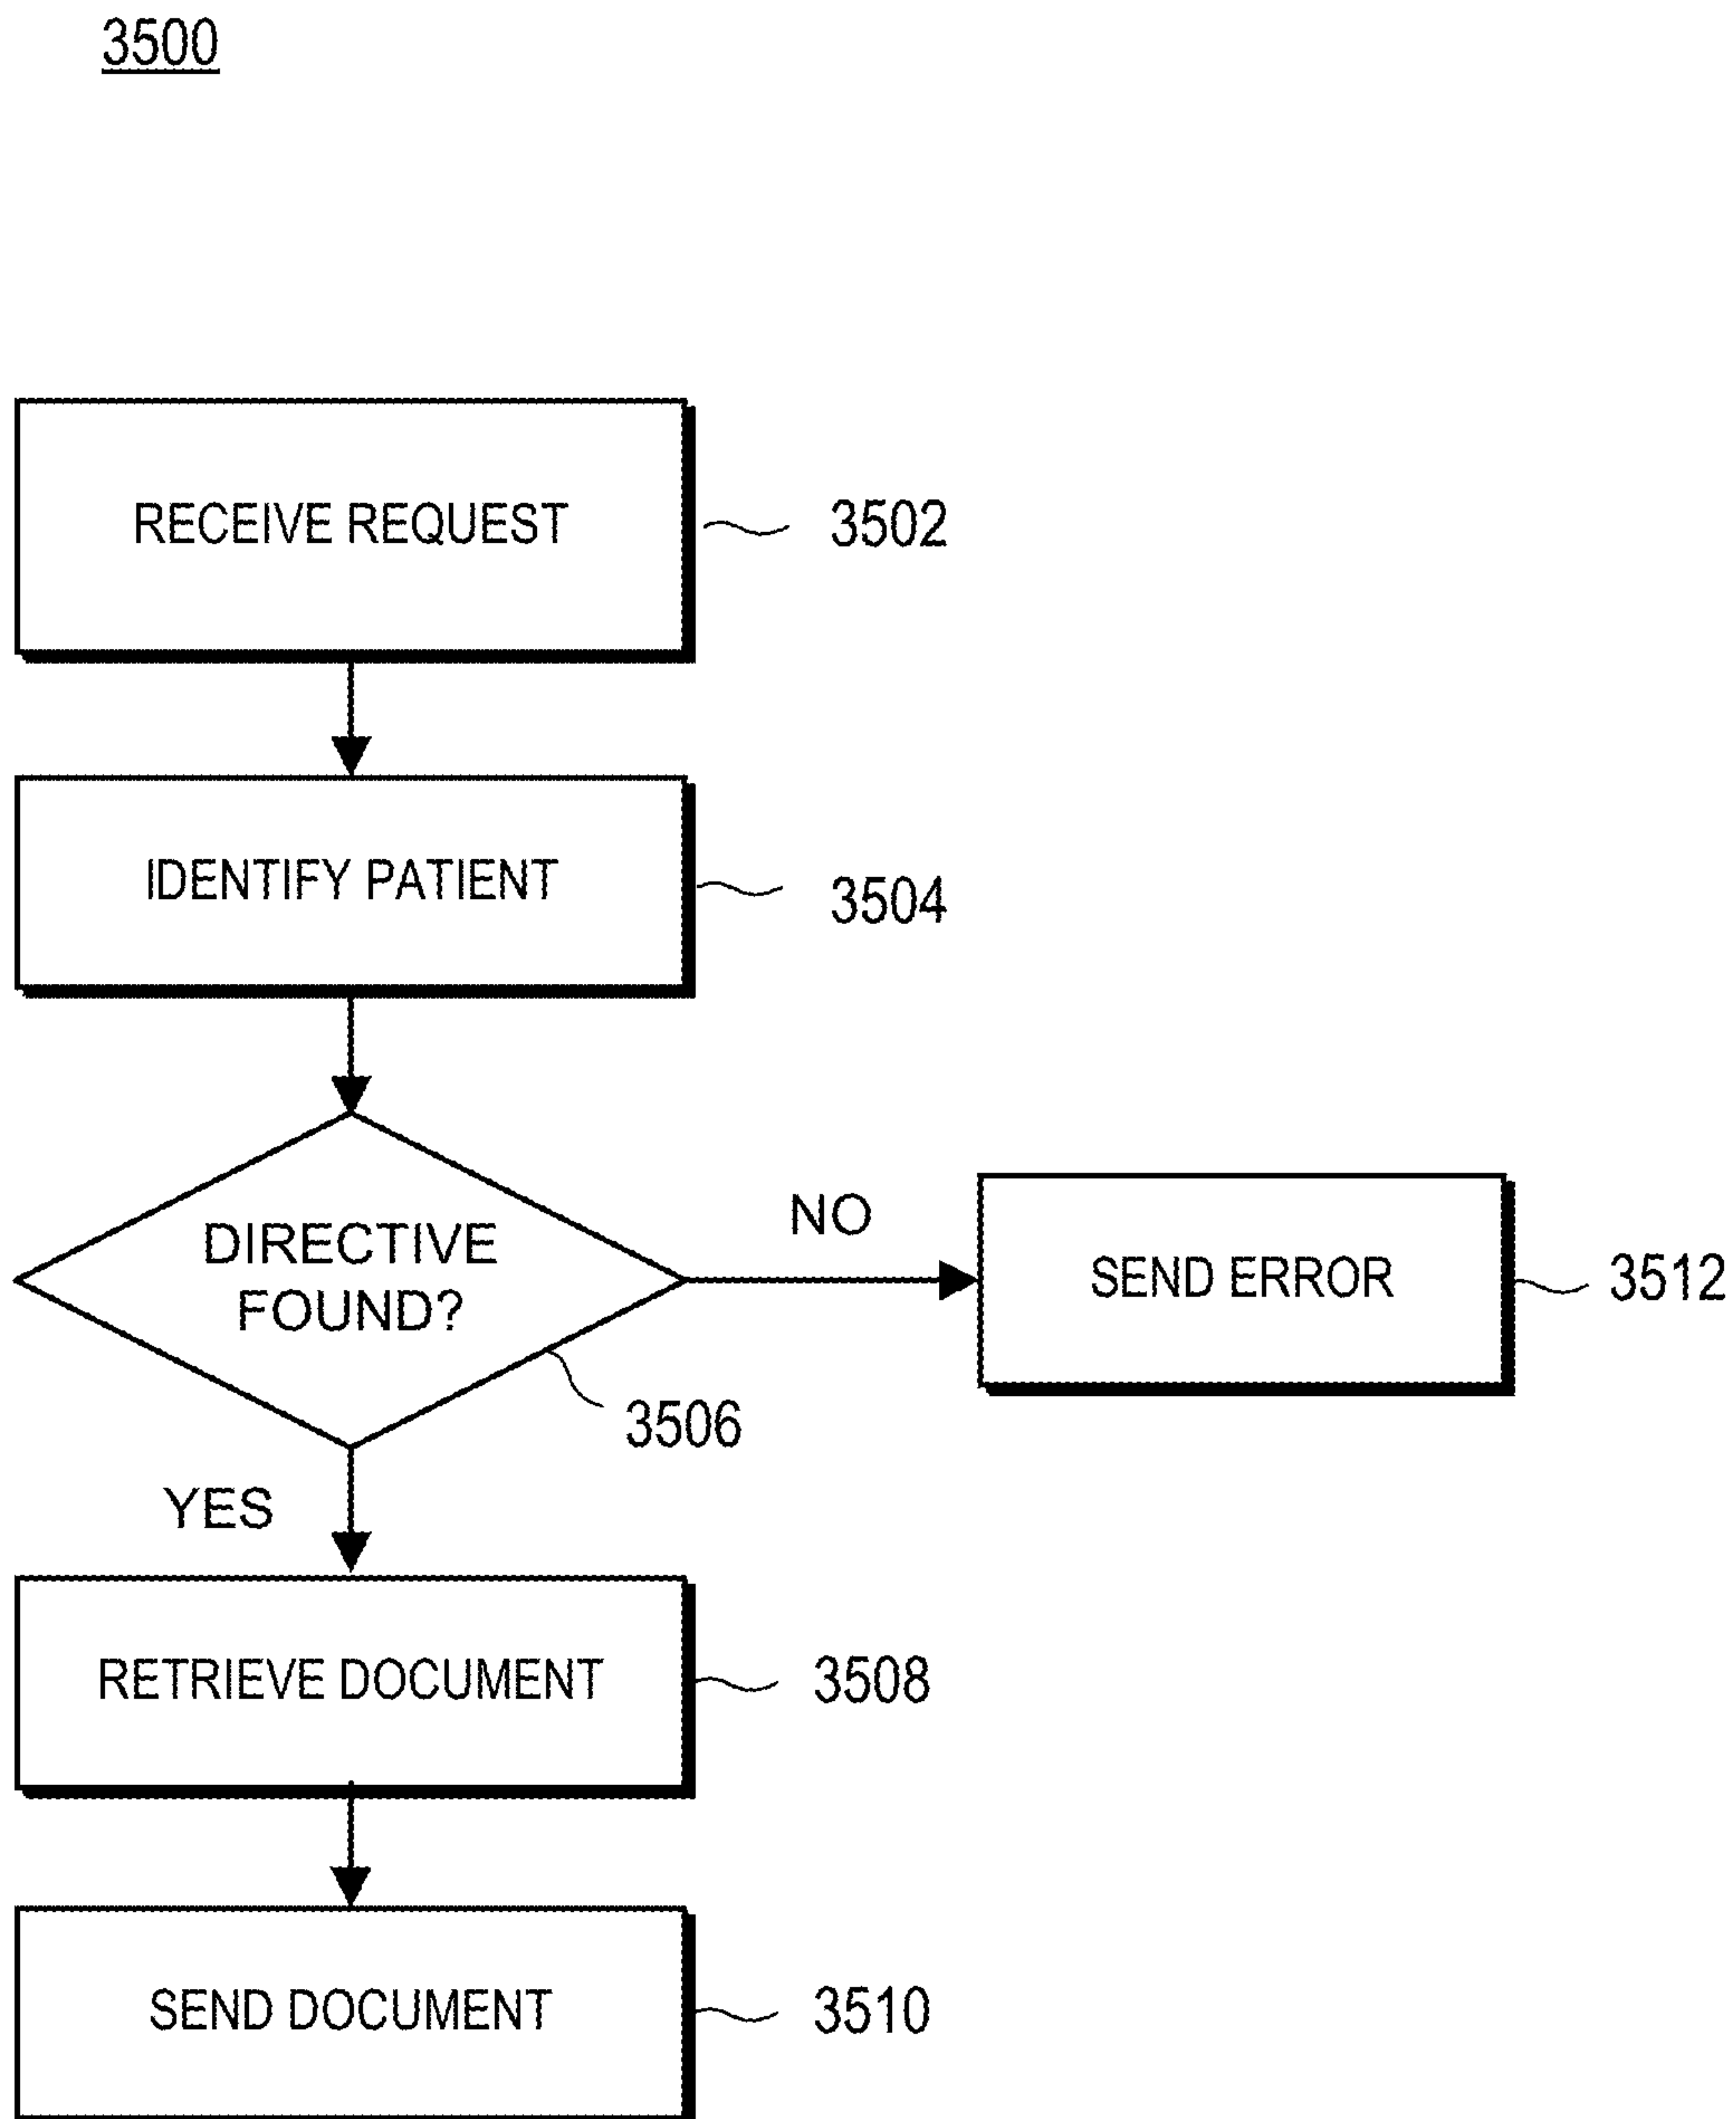 3500
RECEIVE REQUEST
3502
IDENTIFY PATIENT
3504
DIRECTIVE
FOUND?
3506
NO
SEND ERROR
3512
YES
RETRIEVE DOCUMENT
3508
SEND DOCUMENT
3510